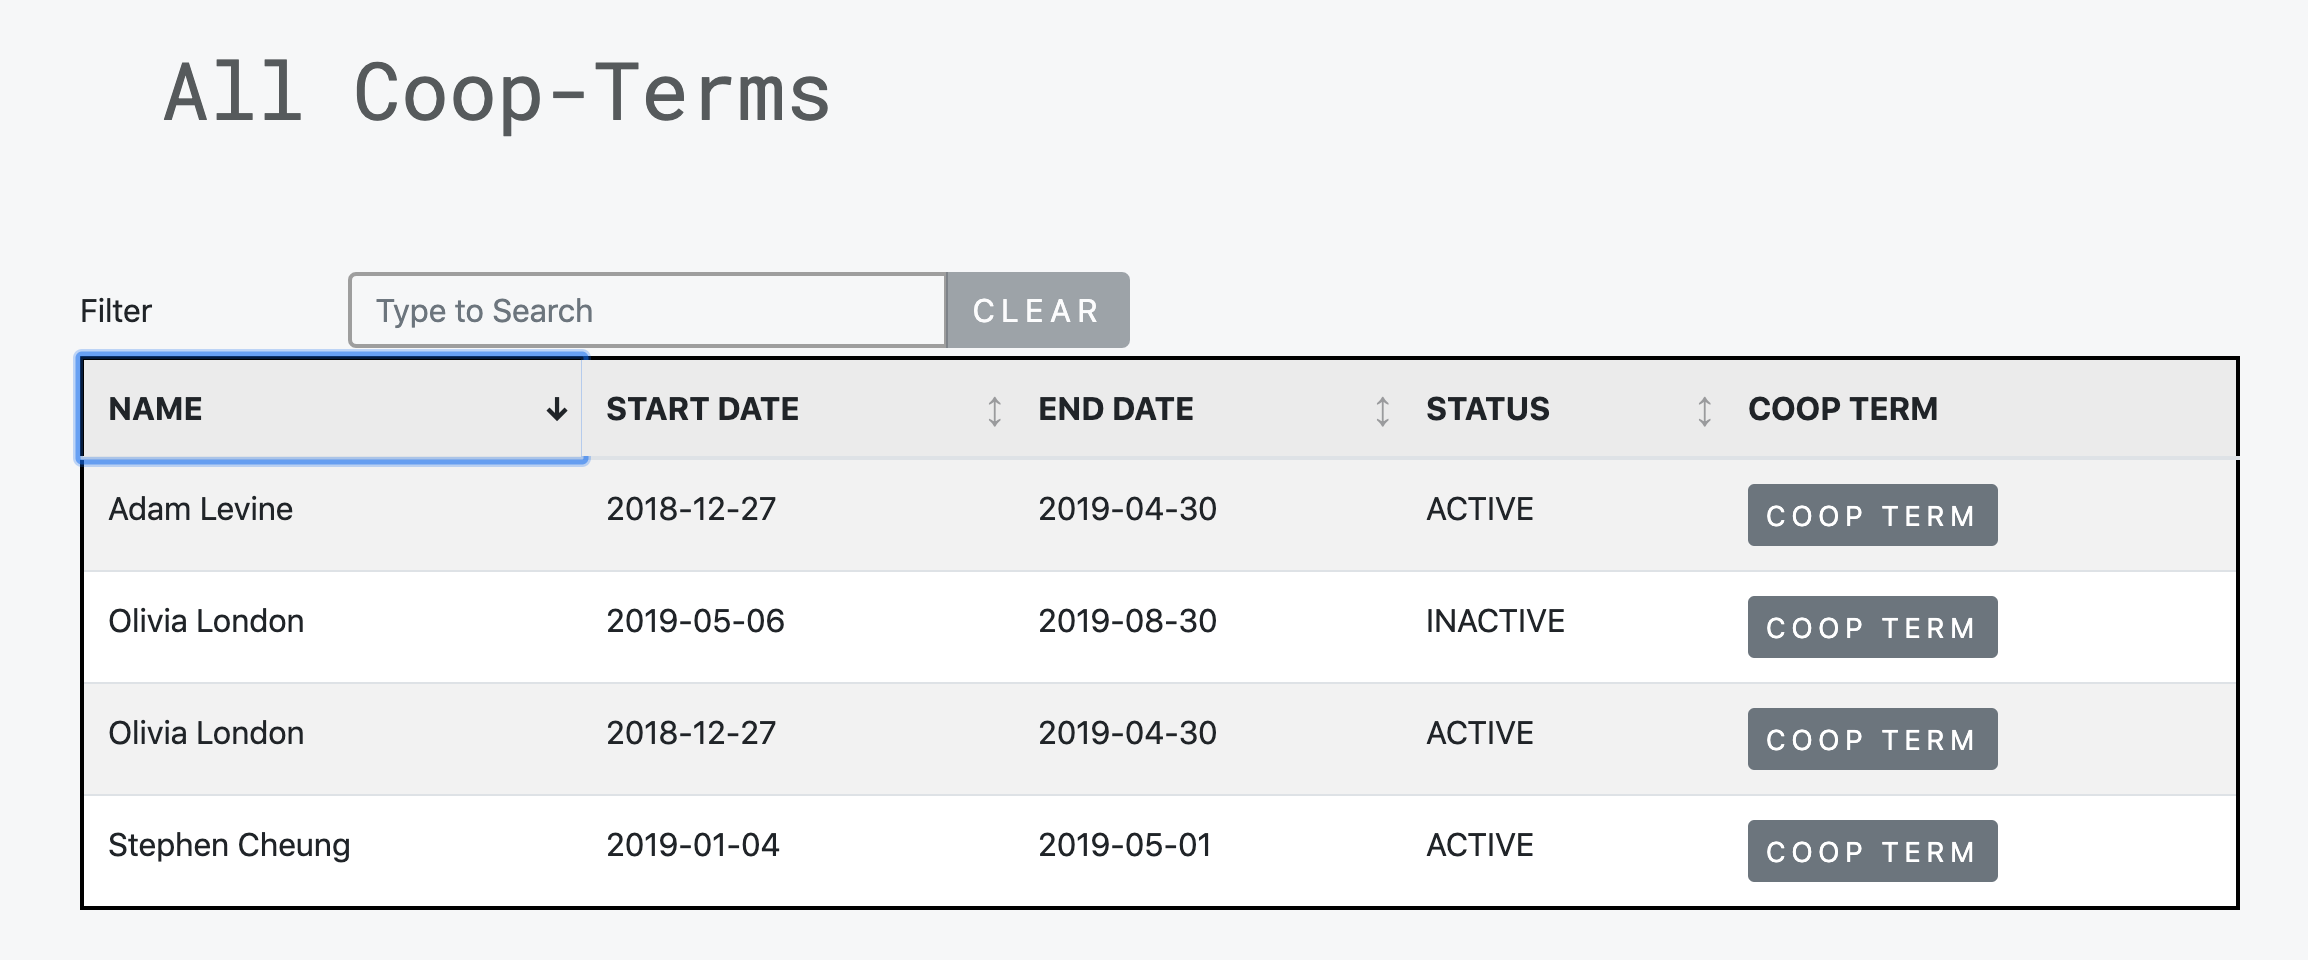 All Coop-Terms
Filter Type to Search CLEAR
NAME START DATE END DATE STATUS COOP TERM
Adam Levine 2018-12-27 2019-04-30 ACTIVE COOP TERM
Olivia London 2019-05-06 2019-08-30 INACTIVE COOP TERM
Olivia London 2018-12-27 2019-04-30 ACTIVE COOP TERM
Stephen Cheung 2019-01-04 2019-05-01 ACTIVE COOP TERM